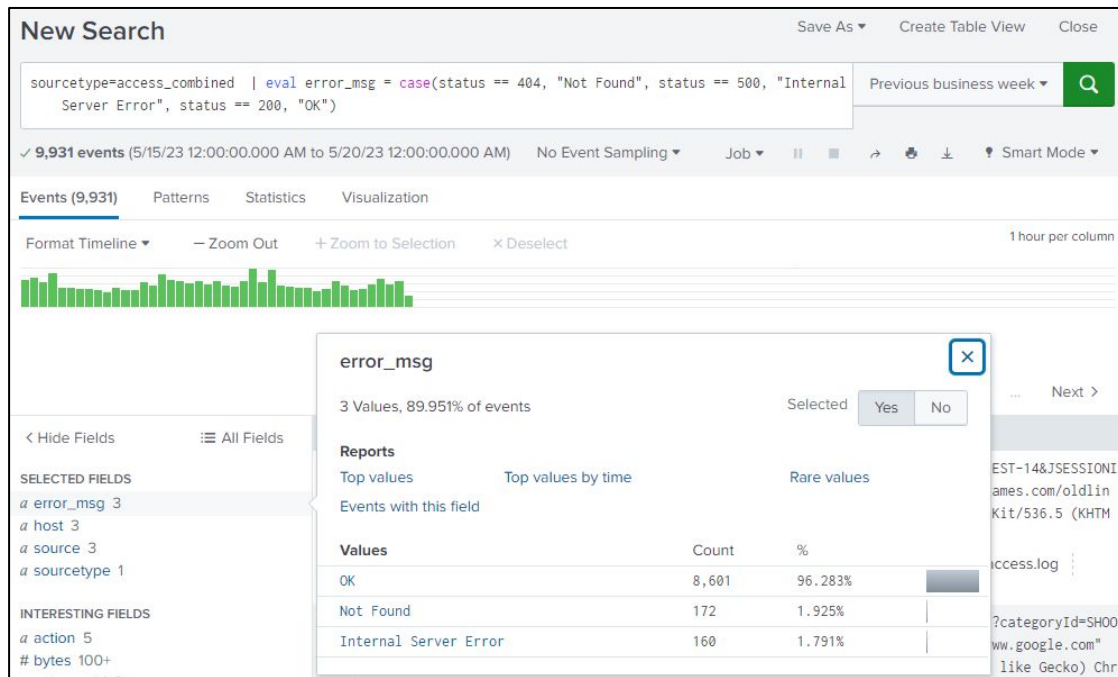 New Search
Save As ▾ Create Table View Close
sourcetype=access_combined | eval error_msg = case(status == 404, "Not Found", status == 500, "Internal
Server Error", status == 200, "OK")
Previous business week ▾
✓ 9,931 events (5/15/23 12:00:00.000 AM to 5/20/23 12:00:00.000 AM) No Event Sampling ▾ Job ▾ Smart Mode ▾
Events (9,931) Patterns Statistics Visualization
Format Timeline ▾ — Zoom Out + Zoom to Selection × Deselect 1 hour per column
error_msg
3 Values, 89.951% of events
Selected Yes No
... Next >
< Hide Fields All Fields
Reports
Top values Top values by time Rare values
Events with this field
SELECTED FIELDS
a error_msg 3
a host 3
a source 3
a sourcetype 1
Values Count %
OK 8,601 96.283%
Not Found 172 1.925%
Internal Server Error 160 1.791%
INTERESTING FIELDS
a action 5
# bytes 100+
EST-14&JSESSIONI
ames.com/oldlin
Kit/536.5 (KHTM
ccess.log
?categoryId=SHOO
ww.google.com"
like Gecko) Chr